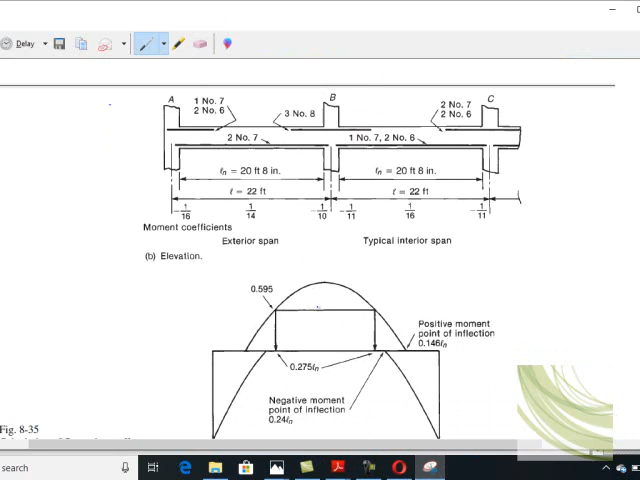 Delay
A
B
C
1 No. 7
2 No. 6
3 No. 8
2 No. 7
2 No. 6
2 No. 7
1 No. 7, 2 No. 6
ℓn = 20 ft 8 in.
ℓn = 20 ft 8 in.
ℓ = 22 ft
ℓ = 22 ft
-1/16
1/14
-1/10
-1/11
1/16
-1/11
Moment coefficients
Exterior span
Typical interior span
(b) Elevation.
0.595
Positive moment
point of inflection
0.146ℓn
0.275ℓn
Negative moment
point of inflection
0.24ℓn
Fig. 8-35
search